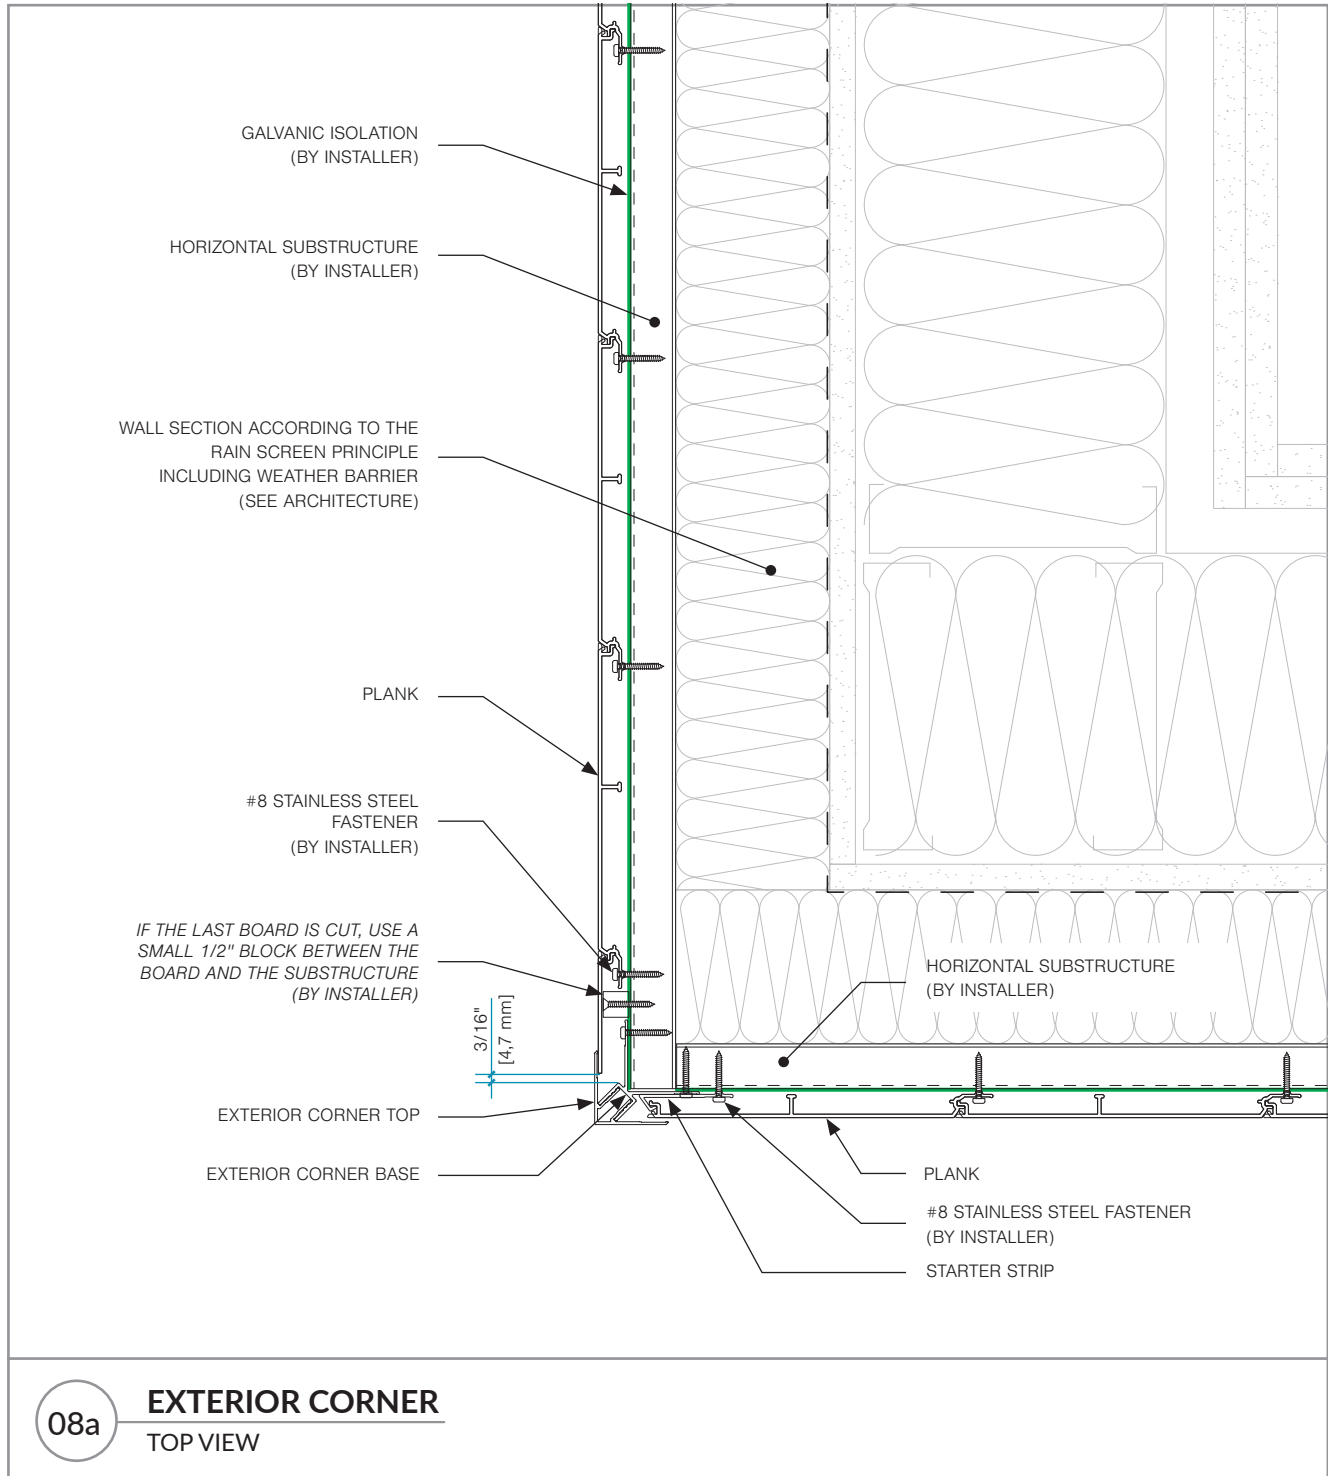 GALVANIC ISOLATION
(BY INSTALLER)
HORIZONTAL SUBSTRUCTURE
(BY INSTALLER)
WALL SECTION ACCORDING TO THE
RAIN SCREEN PRINCIPLE
INCLUDING WEATHER BARRIER
(SEE ARCHITECTURE)
PLANK
#8 STAINLESS STEEL
FASTENER
(BY INSTALLER)
IF THE LAST BOARD IS CUT, USE A
SMALL 1/2" BLOCK BETWEEN THE
BOARD AND THE SUBSTRUCTURE
(BY INSTALLER)
3/16"
[4,7 mm]
EXTERIOR CORNER TOP
EXTERIOR CORNER BASE
HORIZONTAL SUBSTRUCTURE
(BY INSTALLER)
PLANK
#8 STAINLESS STEEL FASTENER
(BY INSTALLER)
STARTER STRIP
08a
EXTERIOR CORNER
TOP VIEW